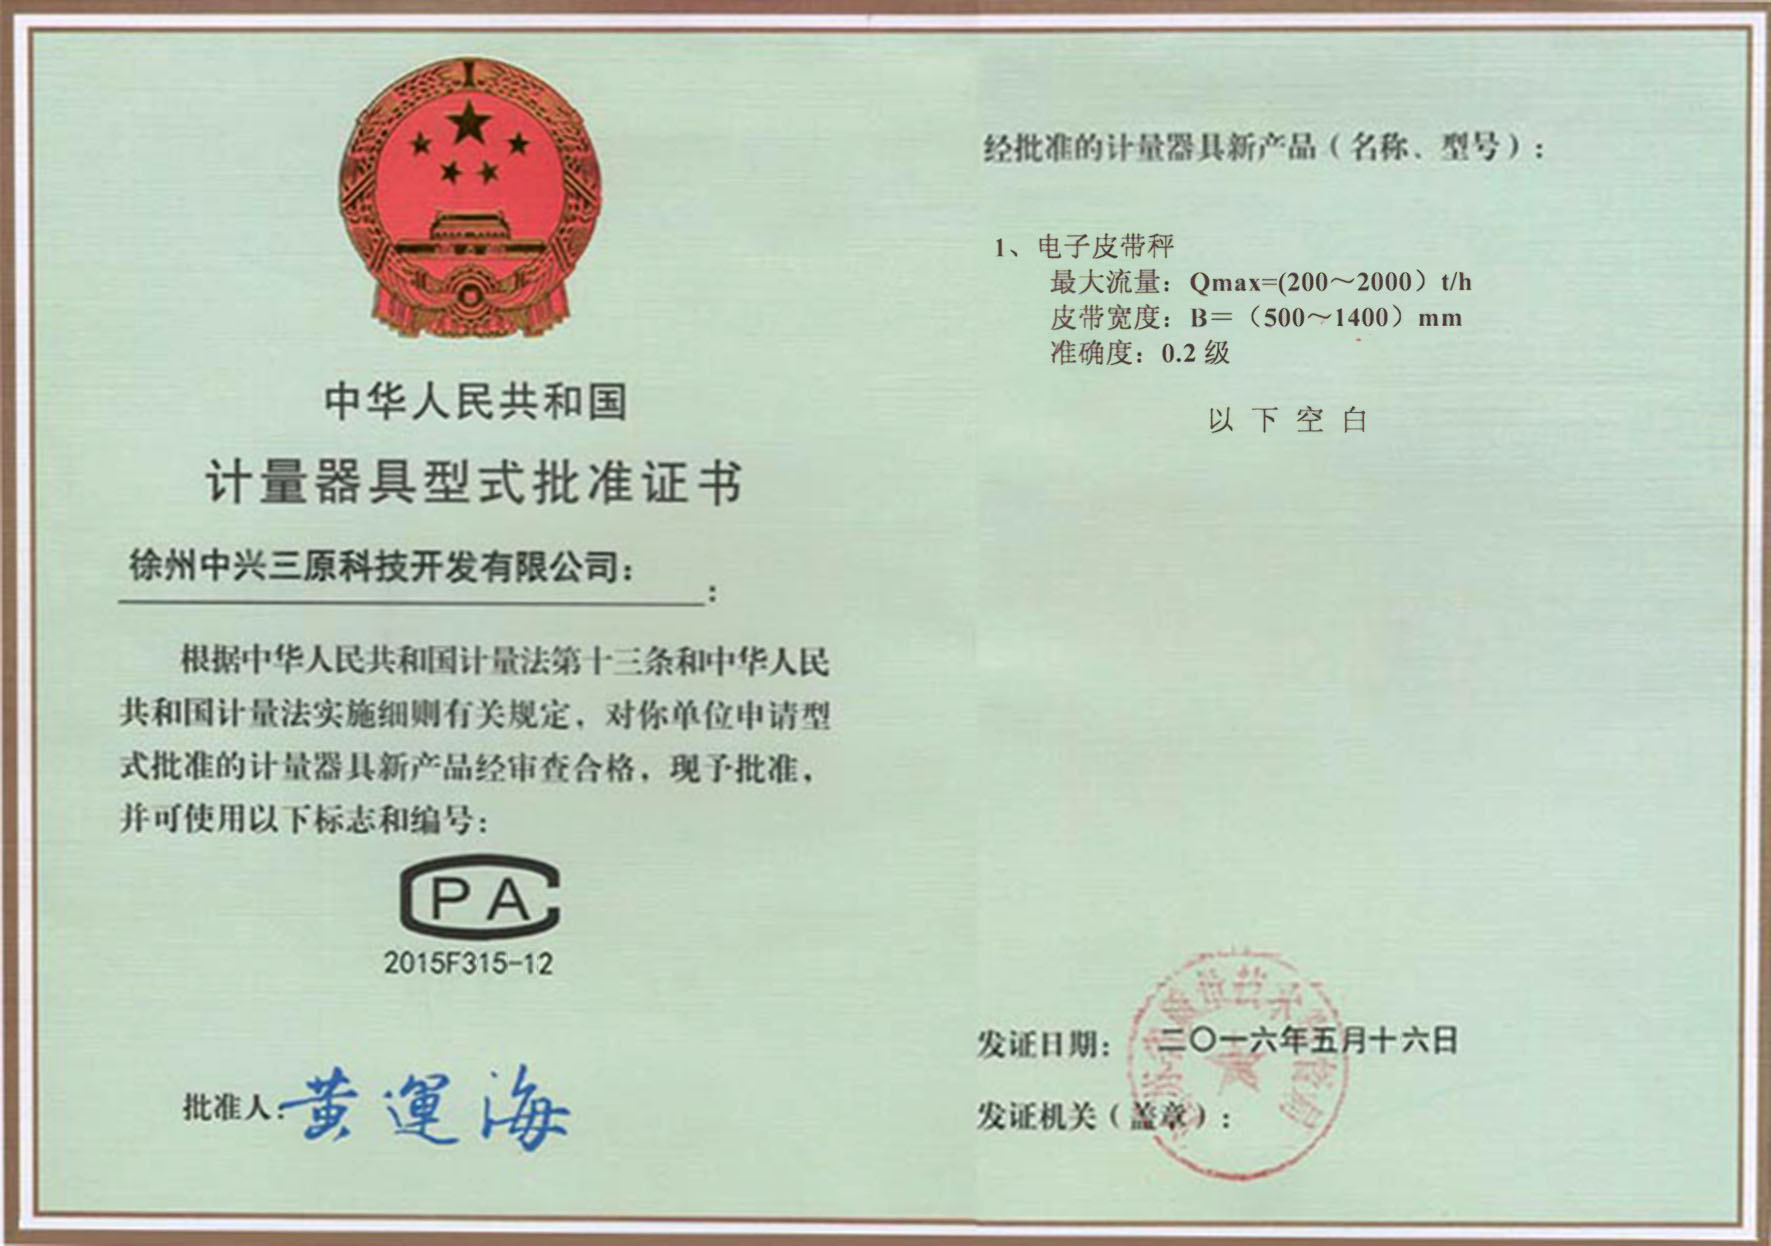 中华人民共和国
计量器具型式批准证书
徐州中兴三原科技开发有限公司：
：
根据中华人民共和国计量法第十三条和中华人民
共和国计量法实施细则有关规定，对你单位申请型
式批准的计量器具新产品经审查合格，现予批准，
并可使用以下标志和编号：
CPA
2015F315-12
批准人：黄運海
经批准的计量器具新产品（名称、型号）：
1、电子皮带秤
最大流量：Qmax=(200～2000）t/h
皮带宽度：B＝（500～1400）mm
准确度：0.2 级
以下空白
发证日期：二〇一六年五月十六日
发证机关（盖章）：